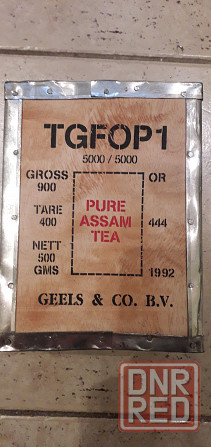 TGFOP1
5000 / 5000
GROSS
900
OR
TARE
400
PURE
ASSAM
TEA
444
NETT
500
GMS
1992
GEELS & CO. B.V.
DNR
RED